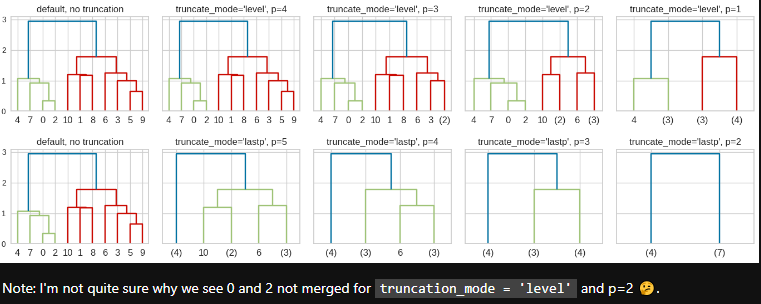 default, no truncation truncate_mode='level', p=4 truncate_mode='level', p=3 truncate_mode='level', p=2 truncate_mode='level', p=1
3
2
1
0
4 7 0 2 10 1 8 6 3 5 9 4 7 0 2 10 1 8 6 3 5 9 4 7 0 2 10 1 8 6 3 (2) 4 7 0 2 10 (2) 6 (3) 4 (3) (3) (4)
default, no truncation truncate_mode='lastp', p=5 truncate_mode='lastp', p=4 truncate_mode='lastp', p=3 truncate_mode='lastp', p=2
3
2
1
0
4 7 0 2 10 1 8 6 3 5 9 (4) 10 (2) 6 (3) (4) (3) 6 (3) (4) (3) (4) (4) (7)
Note: I'm not quite sure why we see 0 and 2 not merged for truncation_mode = 'level' and p=2 🤔.